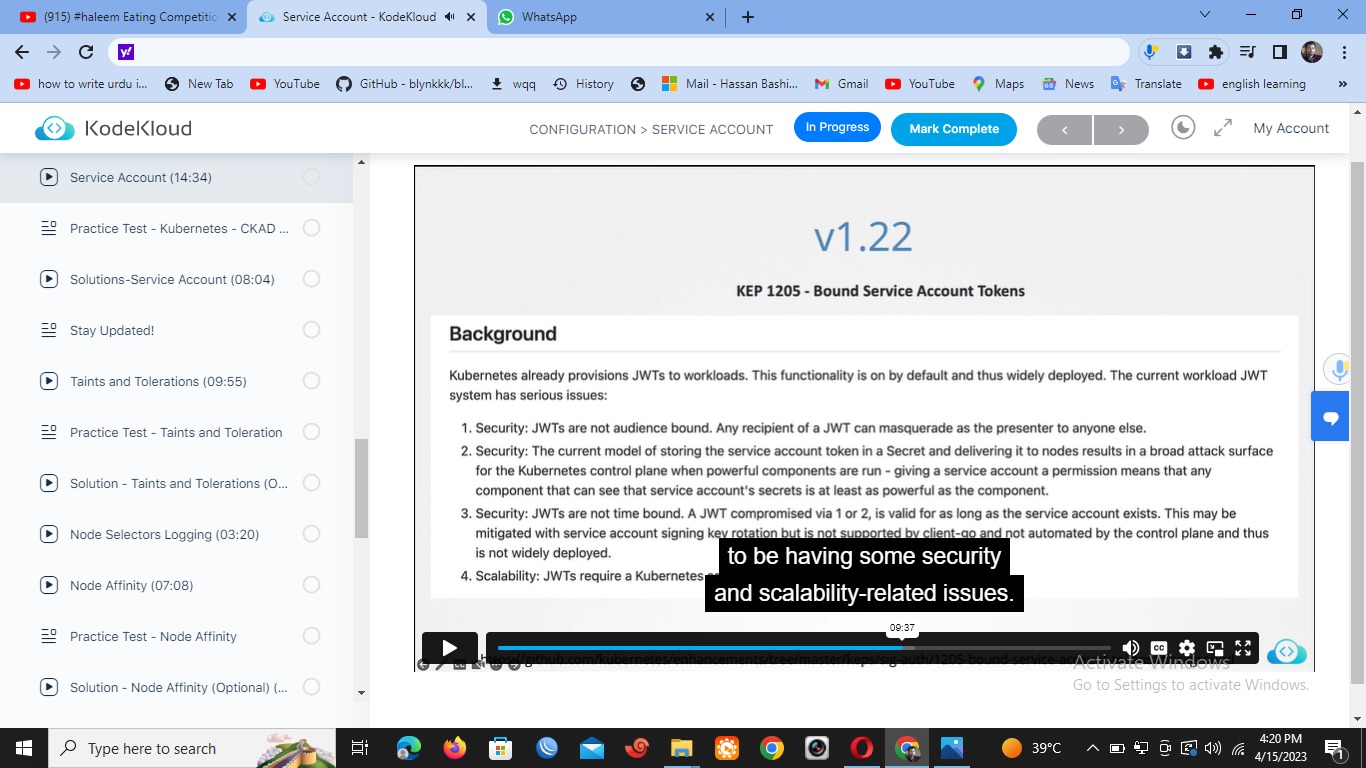 (915) #haleem Eating Competitio
Service Account - KodeKloud
WhatsApp
how to write urdu i...
New Tab
YouTube
GitHub - blynkkk/bl...
wqq
History
Mail - Hassan Bashi...
Gmail
YouTube
Maps
News
Translate
english learning
KodeKloud
CONFIGURATION > SERVICE ACCOUNT
In Progress
Mark Complete
My Account
Service Account (14:34)
Practice Test - Kubernetes - CKAD ...
Solutions-Service Account (08:04)
Stay Updated!
Taints and Tolerations (09:55)
Practice Test - Taints and Toleration
Solution - Taints and Tolerations (O...
Node Selectors Logging (03:20)
Node Affinity (07:08)
Practice Test - Node Affinity
Solution - Node Affinity (Optional) (...
v1.22
KEP 1205 - Bound Service Account Tokens
Background
Kubernetes already provisions JWTs to workloads. This functionality is on by default and thus widely deployed. The current workload JWT
system has serious issues:
1. Security: JWTs are not audience bound. Any recipient of a JWT can masquerade as the presenter to anyone else.
2. Security: The current model of storing the service account token in a Secret and delivering it to nodes results in a broad attack surface
for the Kubernetes control plane when powerful components are run - giving a service account a permission means that any
component that can see that service account's secrets is at least as powerful as the component.
3. Security: JWTs are not time bound. A JWT compromised via 1 or 2, is valid for as long as the service account exists. This may be
mitigated with service account signing key rotation but is not supported by client-go and not automated by the control plane and thus
is not widely deployed.
4. Scalability: JWTs require a Kubernetes
to be having some security
and scalability-related issues.
09:37
CC
https://github.com/kubernetes/enhancements/tree/master/keps/sig-auth/1205-bound-service-
Activate Windows
Go to Settings to activate Windows.
Type here to search
39°C
4:20 PM
4/15/2023
1